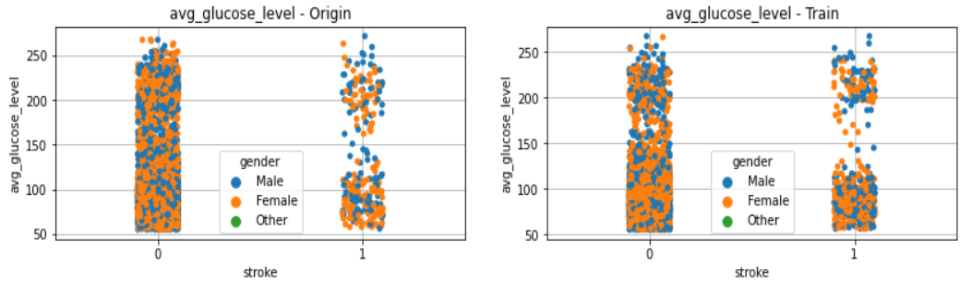 avg_glucose_level - Origin
avg_glucose_level
250
200
150
100
50
gender
Male
Female
Other
0
1
stroke
avg_glucose_level - Train
avg_glucose_level
250
200
150
100
50
gender
Male
Female
Other
0
1
stroke